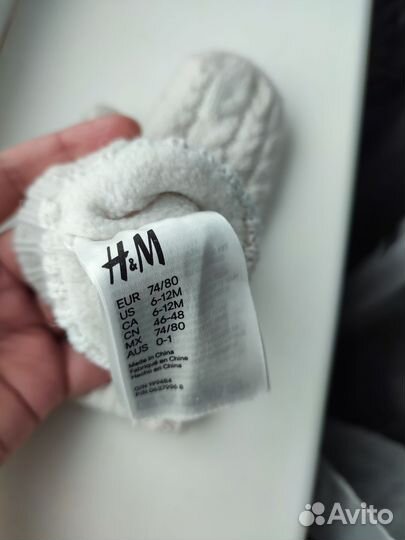 H&M
EUR 74/80
US 6-12M
CA 6-12M
CN 46-48
MX 74/80
AUS 0-1
Made in China
Fabriqué en Chine
Hecho en China
Avito